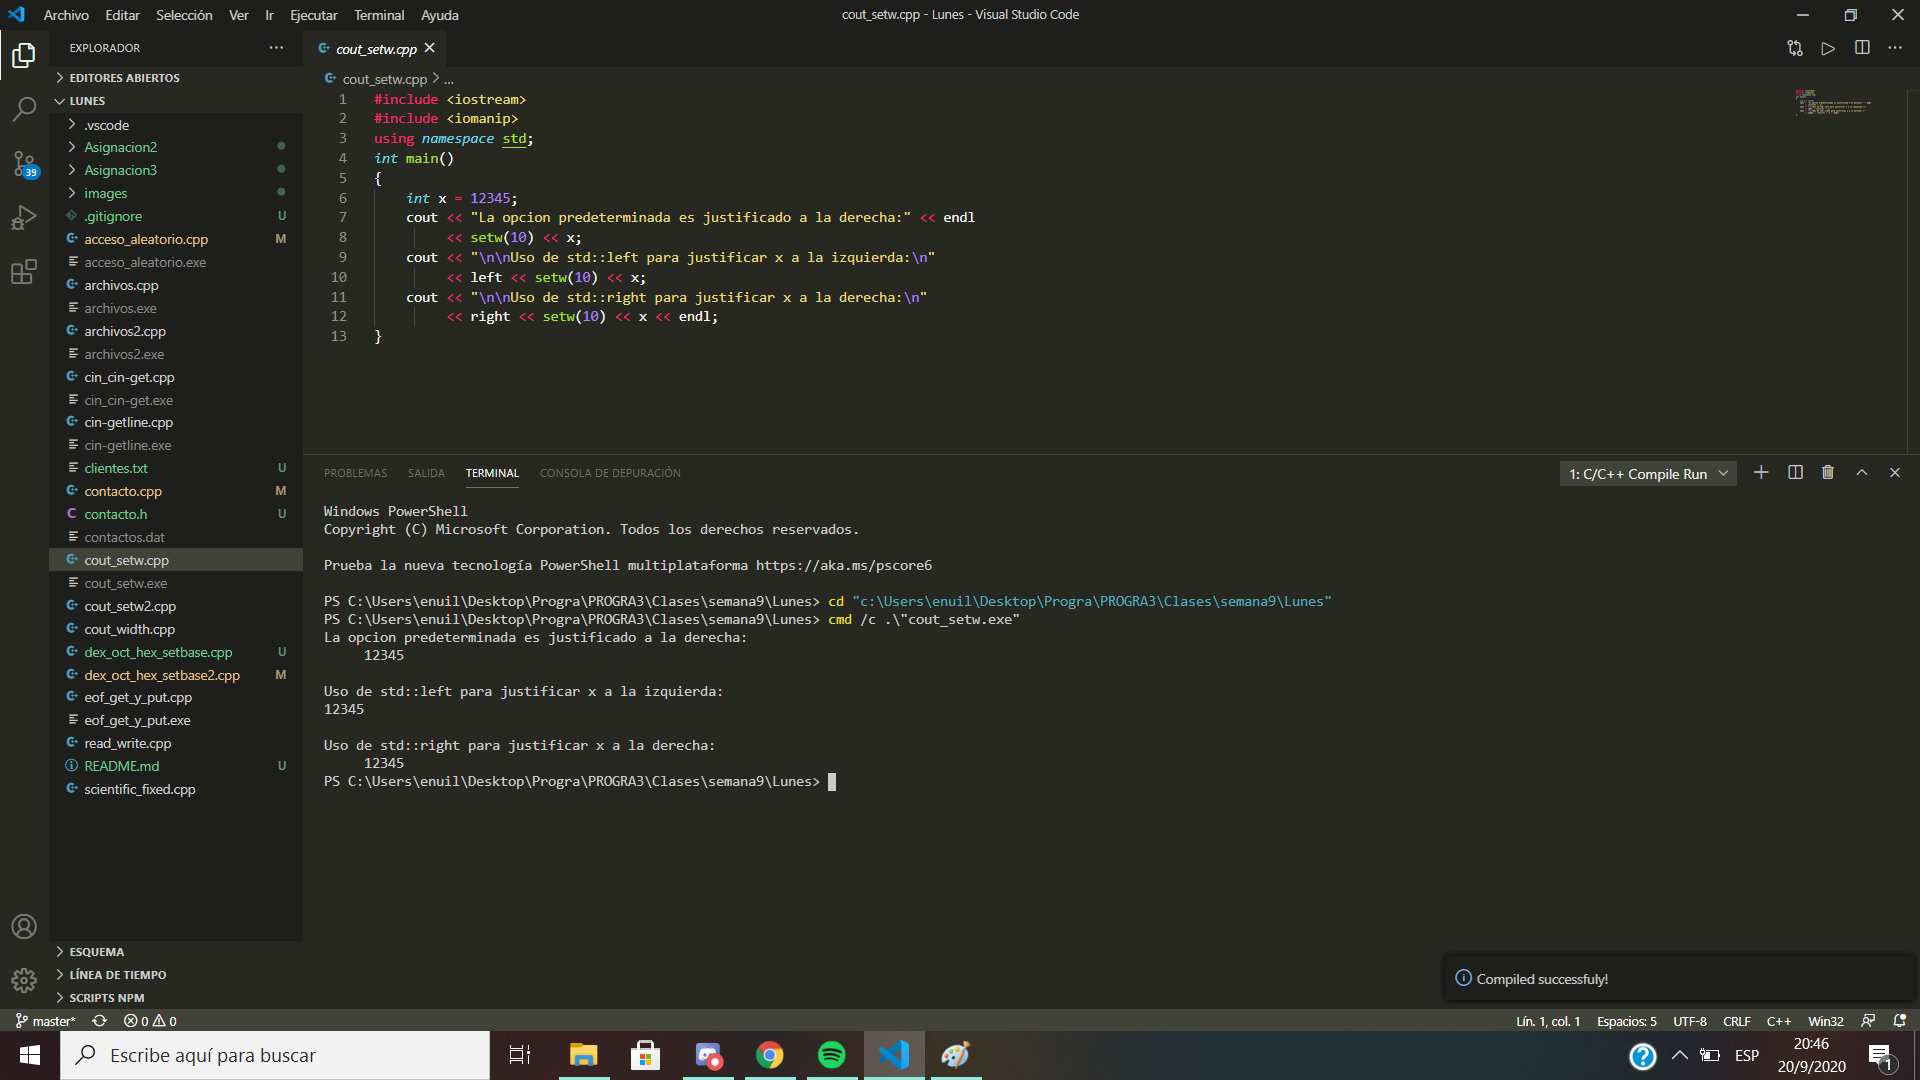 Archivo Editar Selección Ver Ir Ejecutar Terminal Ayuda
cout_setw.cpp - Lunes - Visual Studio Code
EXPLORADOR
EDITORES ABIERTOS
LUNES
.vscode
Asignacion2
Asignacion3
images
.gitignore U
acceso_aleatorio.cpp M
acceso_aleatorio.exe
archivos.cpp
archivos.exe
archivos2.cpp
archivos2.exe
cin_cin-get.cpp
cin_cin-get.exe
cin-getline.cpp
cin-getline.exe
clientes.txt U
contacto.cpp M
contacto.h U
contactos.dat
cout_setw.cpp
cout_setw.exe
cout_setw2.cpp
cout_width.cpp
dex_oct_hex_setbase.cpp U
dex_oct_hex_setbase2.cpp M
eof_get_y_put.cpp
eof_get_y_put.exe
read_write.cpp
README.md U
scientific_fixed.cpp
ESQUEMA
LÍNEA DE TIEMPO
SCRIPTS NPM
39
cout_setw.cpp
cout_setw.cpp > ...
1 #include <iostream>
2 #include <iomanip>
3 using namespace std;
4 int main()
5 {
6 int x = 12345;
7 cout << "La opcion predeterminada es justificado a la derecha:" << endl
8 << setw(10) << x;
9 cout << "\n\nUso de std::left para justificar x a la izquierda:\n"
10 << left << setw(10) << x;
11 cout << "\n\nUso de std::right para justificar x a la derecha:\n"
12 << right << setw(10) << x << endl;
13 }
PROBLEMAS SALIDA TERMINAL CONSOLA DE DEPURACIÓN
1: C/C++ Compile Run
Windows PowerShell
Copyright (C) Microsoft Corporation. Todos los derechos reservados.
Prueba la nueva tecnología PowerShell multiplataforma https://aka.ms/pscore6
PS C:\Users\enuil\Desktop\Progra\PROGRA3\Clases\semana9\Lunes> cd "c:\Users\enuil\Desktop\Progra\PROGRA3\Clases\semana9\Lunes"
PS C:\Users\enuil\Desktop\Progra\PROGRA3\Clases\semana9\Lunes> cmd /c .\"cout_setw.exe"
La opcion predeterminada es justificado a la derecha:
12345
Uso de std::left para justificar x a la izquierda:
12345
Uso de std::right para justificar x a la derecha:
12345
PS C:\Users\enuil\Desktop\Progra\PROGRA3\Clases\semana9\Lunes>
Compiled successfuly!
master* 0 0
Lín. 1, col. 1 Espacios: 5 UTF-8 CRLF C++ Win32
Escribe aquí para buscar
ESP
20:46
20/9/2020
1